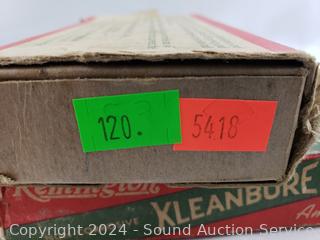 120.
5418
Remington
KLEANBORE
Copyright 2024 - Sound Auction Service